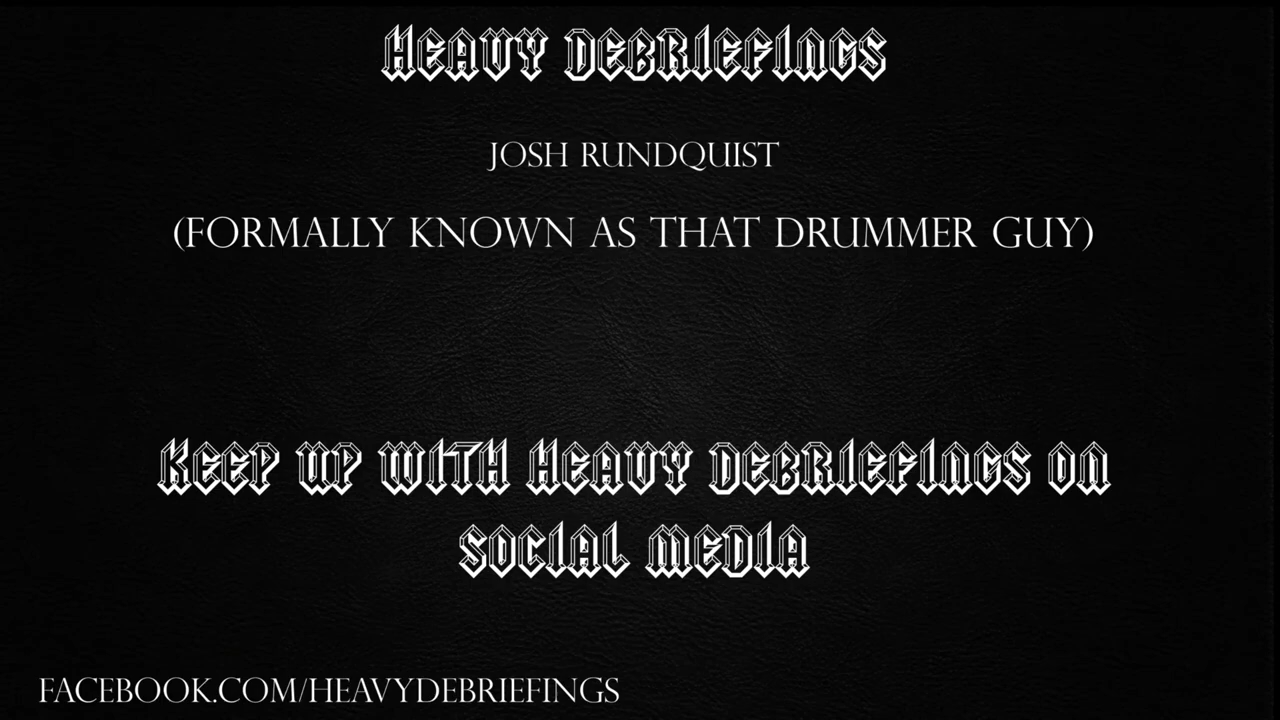 HEAVY DEBRIEFINGS
JOSH RUNDQUIST
(FORMALLY KNOWN AS THAT DRUMMER GUY)
KEEP UP WITH HEAVY DEBRIEFINGS ON
SOCIAL MEDIA
FACEBOOK.COM/HEAVYDEBRIEFINGS